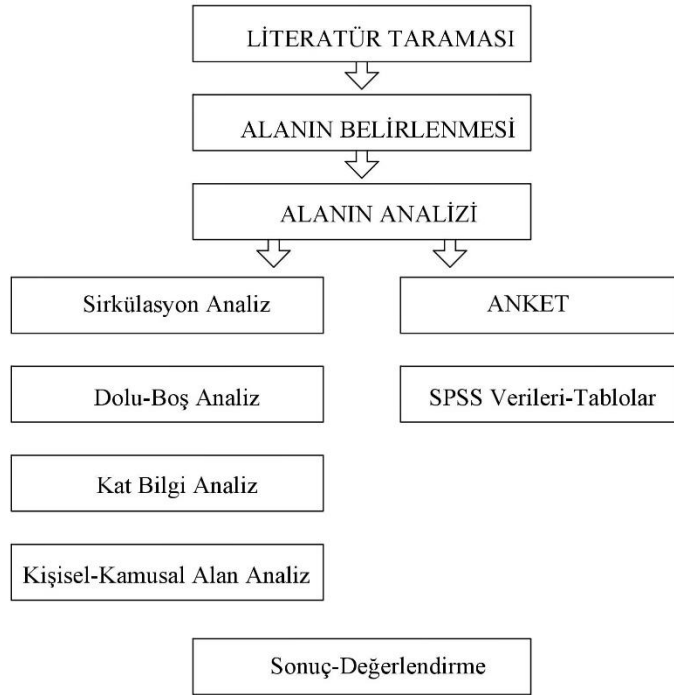 LİTERATÜR TARAMASI
ALANIN BELİRLENMESİ
ALANIN ANALİZİ
Sirkülasyon Analiz
ANKET
Dolu-Boş Analiz
SPSS Verileri-Tablolar
Kat Bilgi Analiz
Kişisel-Kamusal Alan Analiz
Sonuç-Değerlendirme